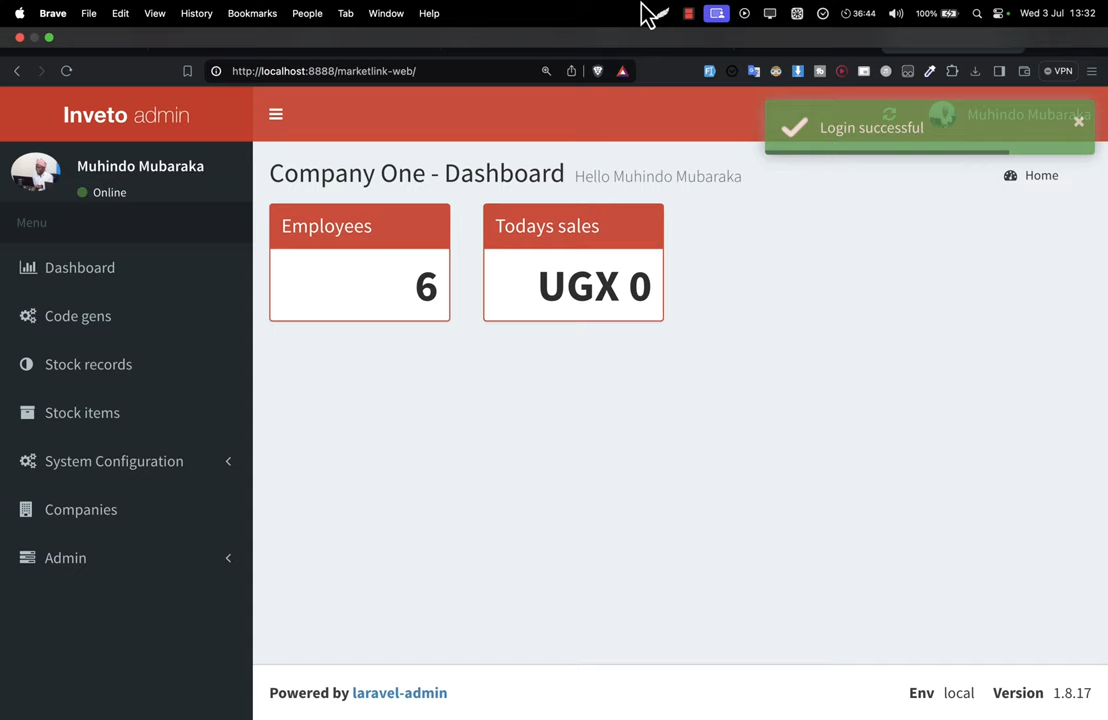 Brave File Edit View History Bookmarks People Tab Window Help 36:44 100% Wed 3 Jul 13:32
http://localhost:8888/marketlink-web/ VPN
Inveto admin
Muhindo Mubaraka
Login successful
Muhindo Mubaraka
Online
Company One - Dashboard Hello Muhindo Mubaraka
Home
Menu
Employees
6
Todays sales
UGX 0
Dashboard
Code gens
Stock records
Stock items
System Configuration
Companies
Admin
Powered by laravel-admin
Env local Version 1.8.17